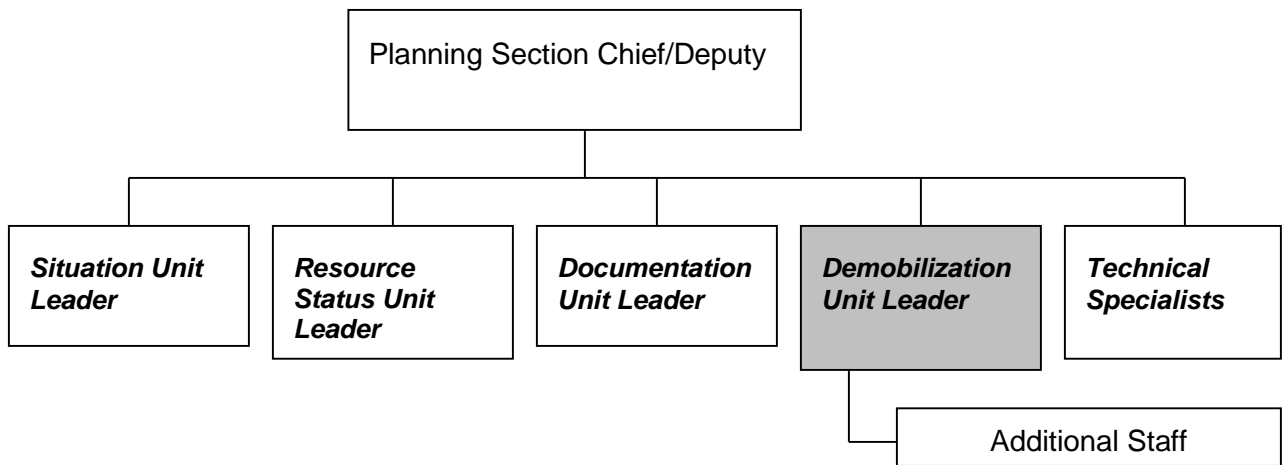 Planning Section Chief/Deputy
Situation Unit
Leader
Resource
Status Unit
Leader
Documentation
Unit Leader
Demobilization
Unit Leader
Technical
Specialists
Additional Staff